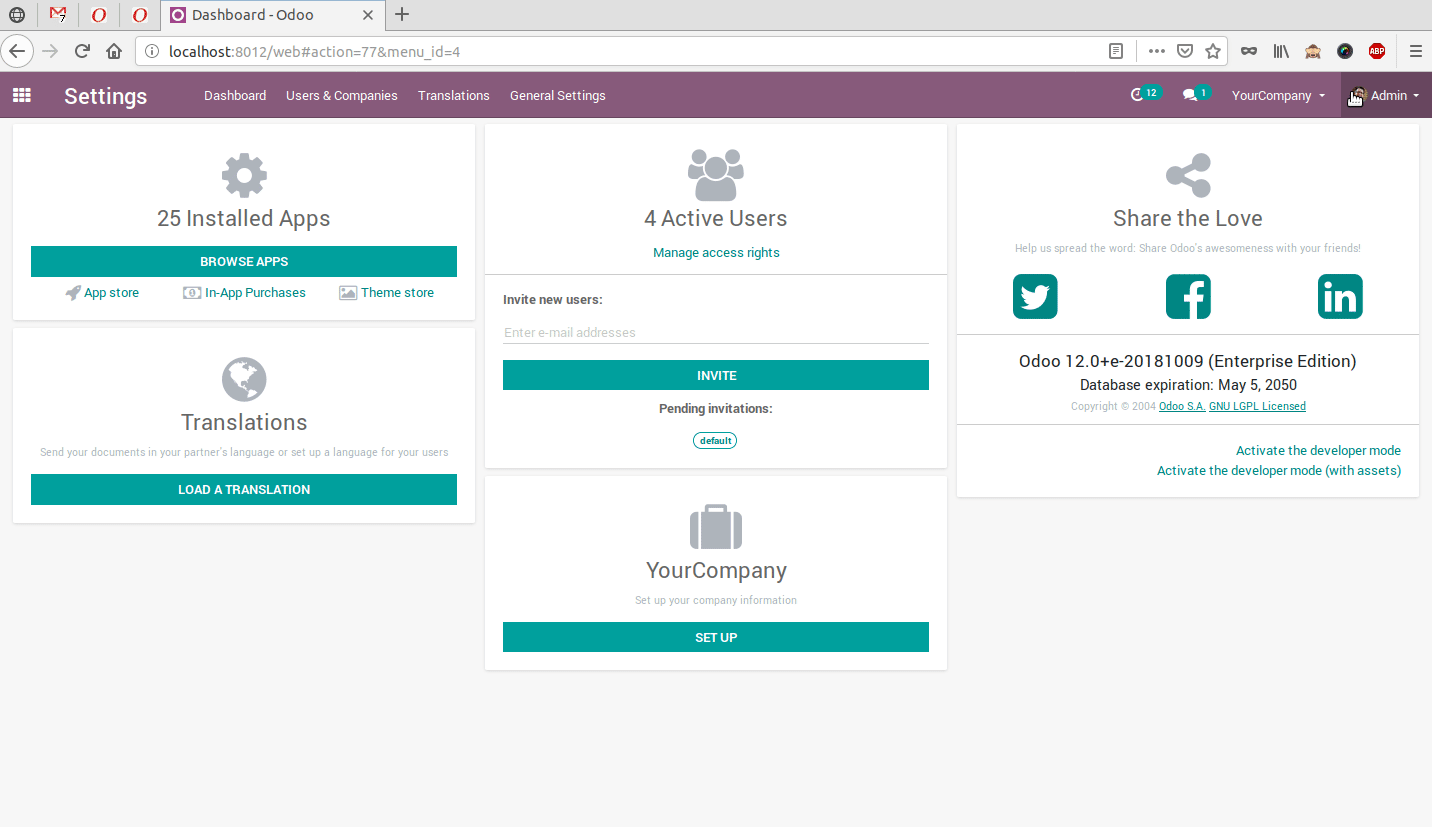 Dashboard - Odoo
localhost:8012/web#action=77&menu_id=4
ABP
Settings
Dashboard
Users & Companies
Translations
General Settings
12
1
YourCompany
Admin
25 Installed Apps
BROWSE APPS
App store
In-App Purchases
Theme store
Translations
Send your documents in your partner's language or set up a language for your users
LOAD A TRANSLATION
4 Active Users
Manage access rights
Invite new users:
Enter e-mail addresses
INVITE
Pending invitations:
default
YourCompany
Set up your company information
SET UP
Share the Love
Help us spread the word: Share Odoo's awesomeness with your friends!
Odoo 12.0+e-20181009 (Enterprise Edition)
Database expiration: May 5, 2050
Copyright © 2004 Odoo S.A. GNU LGPL Licensed
Activate the developer mode
Activate the developer mode (with assets)